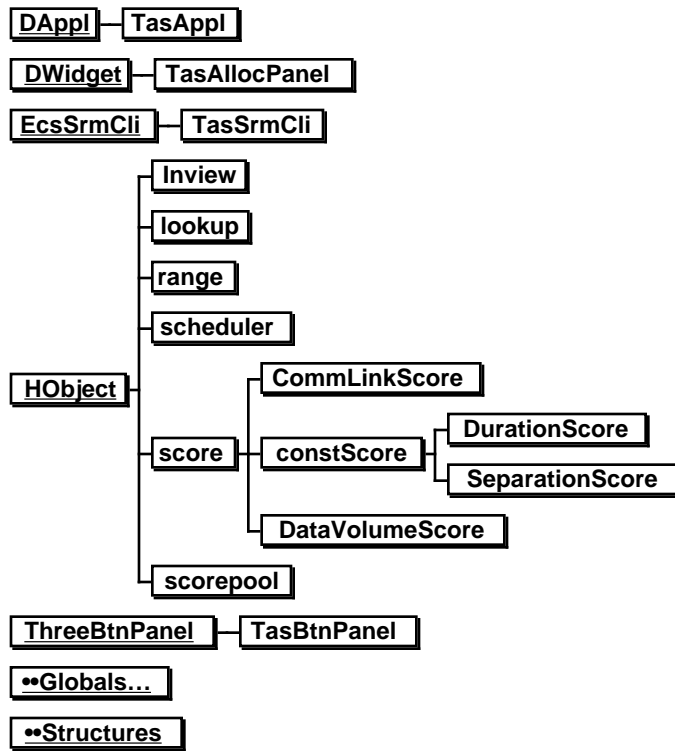 DAppl TasAppl
DWidget TasAllocPanel
EcsSrmCli TasSrmCli
Inview
lookup
range
scheduler
CommLinkScore
HObject
DurationScore
score constScore
SeparationScore
DataVolumeScore
scorepool
ThreeBtnPanel TasBtnPanel
••Globals…
••Structures